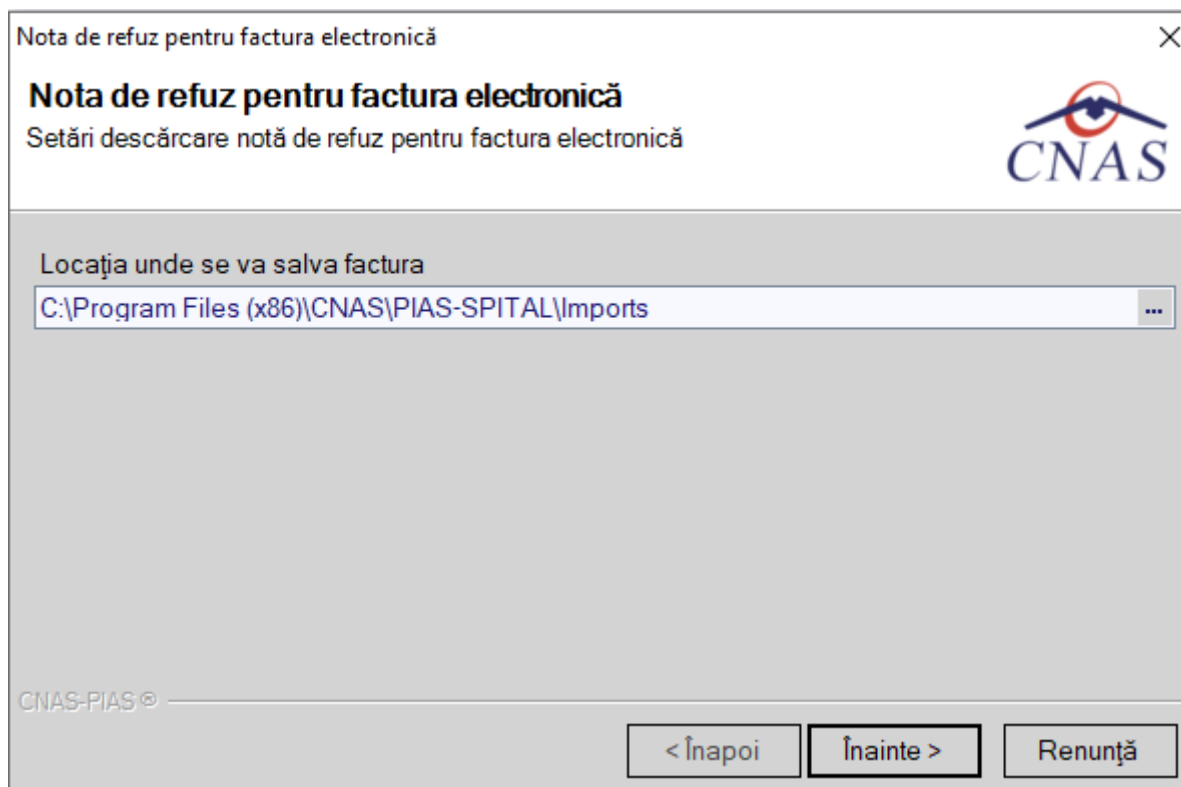 Nota de refuz pentru factura electronică
Nota de refuz pentru factura electronică
Setări descărcare notă de refuz pentru factura electronică
CNAS
Locaţia unde se va salva factura
C:\Program Files (x86)\CNAS\PIAS-SPITAL\Imports
...
CNAS-PIAS ®
< Înapoi
Înainte >
Renunţă